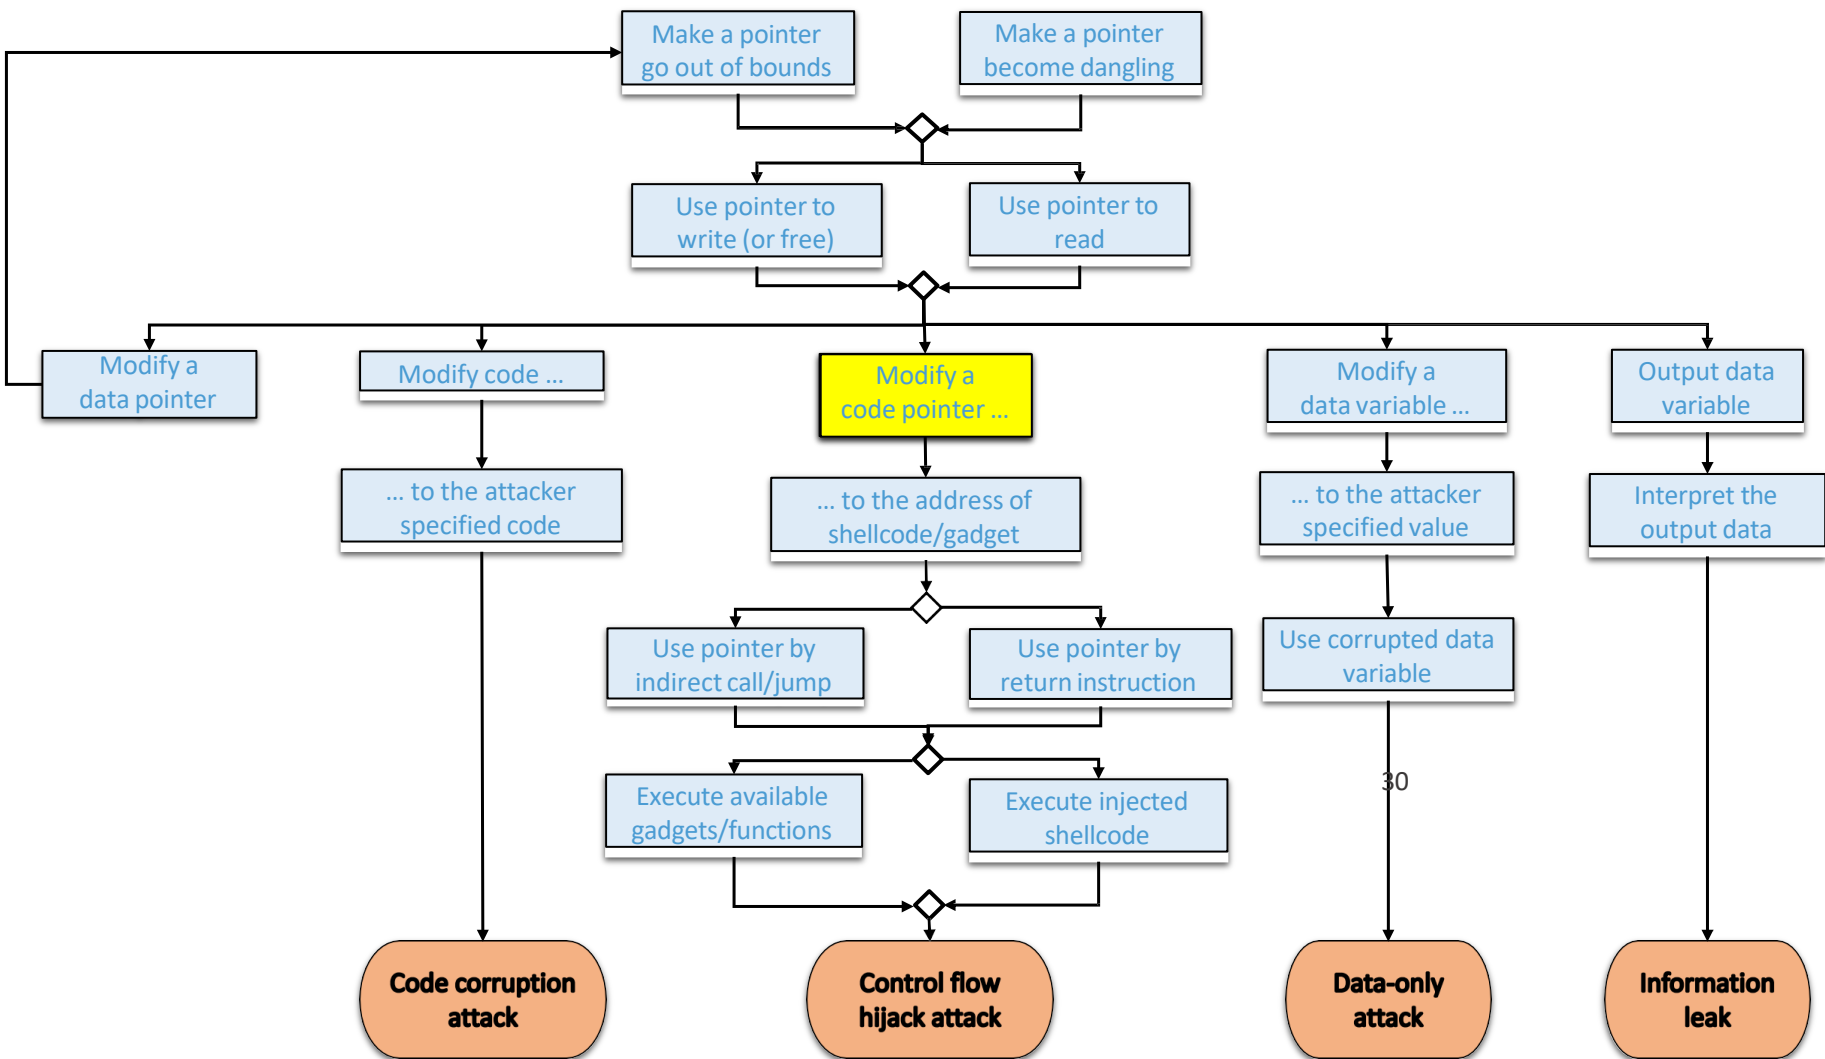 Make a pointer
go out of bounds
Make a pointer
become dangling
Use pointer to
write (or free)
Use pointer to
read
Modify a
data pointer
Modify code ...
Modify a
code pointer ...
Modify a
data variable ...
Output data
variable
... to the attacker
specified code
... to the address of
shellcode/gadget
... to the attacker
specified value
Interpret the
output data
Use pointer by
indirect call/jump
Use pointer by
return instruction
Use corrupted data
variable
Execute available
gadgets/functions
Execute injected
shellcode
30
Code corruption
attack
Control flow
hijack attack
Data-only
attack
Information
leak